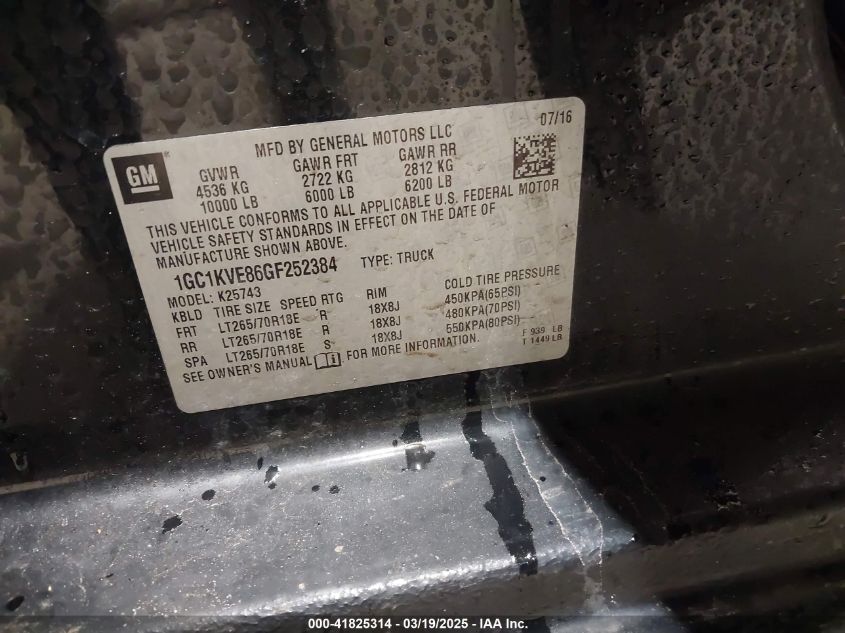 MFD BY GENERAL MOTORS LLC 07/16
GM
GVWR GAWR FRT GAWR RR
4536 KG 2722 KG 2812 KG
10000 LB 6000 LB 6200 LB
THIS VEHICLE CONFORMS TO ALL APPLICABLE U.S. FEDERAL MOTOR
VEHICLE SAFETY STANDARDS IN EFFECT ON THE DATE OF
MANUFACTURE SHOWN ABOVE.
1GC1KVE86GF252384 TYPE: TRUCK
MODEL: K25743
KBLD TIRE SIZE SPEED RTG RIM COLD TIRE PRESSURE
FRT LT265/70R18E R 18X8J 450KPA(65PSI)
RR LT265/70R18E R 18X8J 480KPA(70PSI)
SPA LT265/70R18E S 18X8J 550KPA(80PSI)
SEE OWNER'S MANUAL FOR MORE INFORMATION.
F 939 LB
T 1449 LB
000-41825314 - 03/19/2025 - IAA Inc.